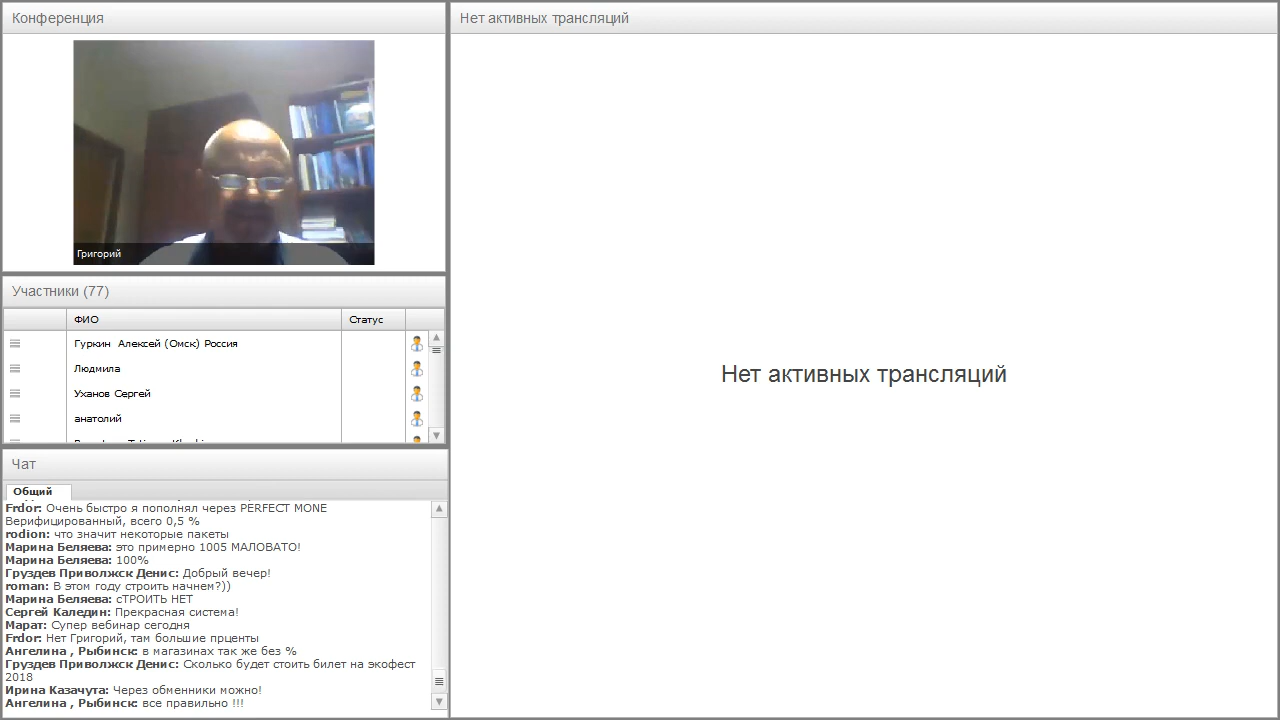 Конференция
Григорий
Участники (77)
ФИО
Статус
Гуркин Алексей (Омск) Россия
Людмила
Уханов Сергей
анатолий
Чат
Общий
Frdor: Очень быстро я пополнял через PERFECT MONE
Верифицированный, всего 0,5 %
rodion: что значит некоторые пакеты
Марина Беляева: это примерно 1005 МАЛОВАТО!
Марина Беляева: 100%
Груздев Приволжск Денис: Добрый вечер!
roman: В этом году строить начнем?))
Марина Беляева: сТРОИТЬ НЕТ
Сергей Каледин: Прекрасная система!
Марат: Супер вебинар сегодня
Frdor: Нет Григорий, там большие прценты
Ангелина , Рыбинск: в магазинах так же без %
Груздев Приволжск Денис: Сколько будет стоить билет на экофест
2018
Ирина Казачута: Через обменники можно!
Ангелина , Рыбинск: все правильно !!!
Нет активных трансляций
Нет активных трансляций